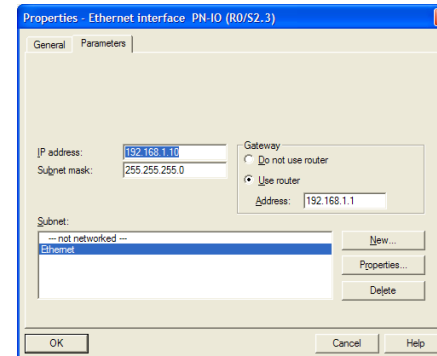 Properties - Ethernet interface PN-IO (R0/S2.3)
General Parameters
IP address: 192.168.1.10
Subnet mask: 255.255.255.0
Gateway
Do not use router
Use router
Address: 192.168.1.1
Subnet:
--- not networked ---
Ethernet
New...
Properties...
Delete
OK Cancel Help